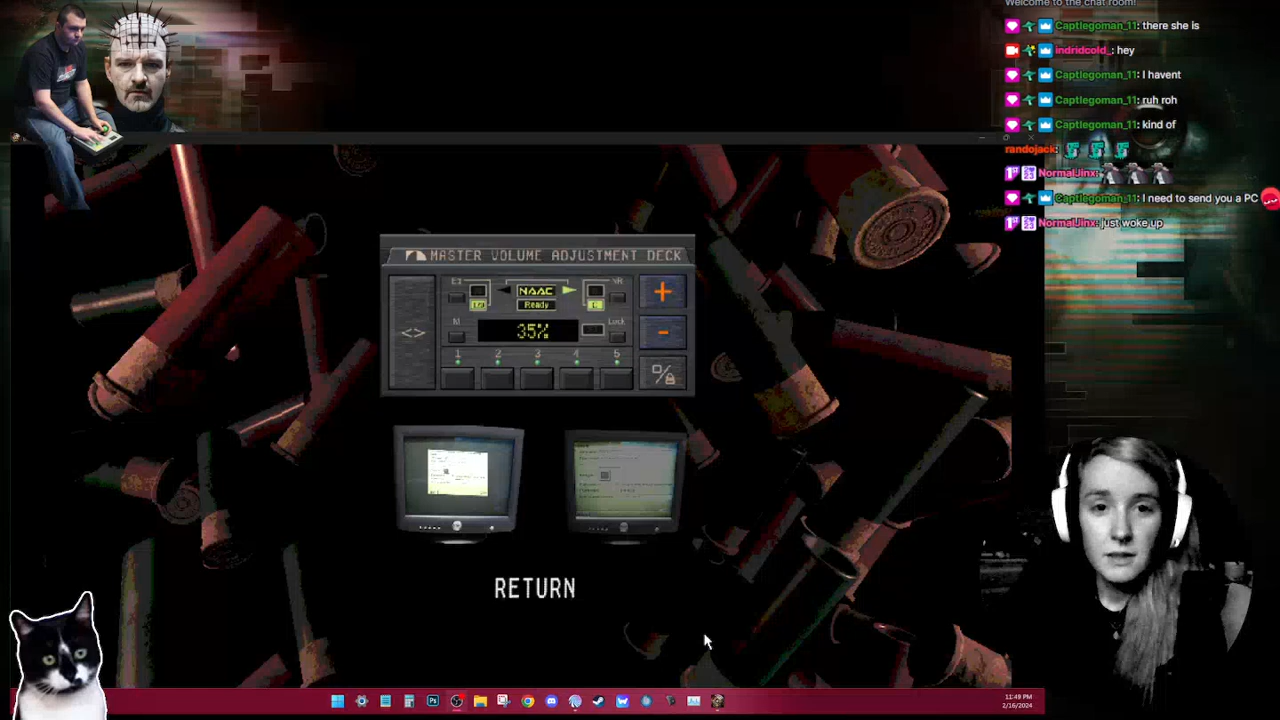 Welcome to the chat room!
Captlegoman_11: there she is
indridcold_: hey
Captlegoman_11: I havent
Captlegoman_11: ruh roh
Captlegoman_11: kind of
randojack:
NormalJinx:
Captlegoman_11: I need to send you a PC
NormalJinx: just woke up
MASTER VOLUME ADJUSTMENT DECK
NAAC
Ready
M
35%
Lock
<>
+
-
1 2 3 4 5
RETURN
Ps
11:49 PM
2/16/2024